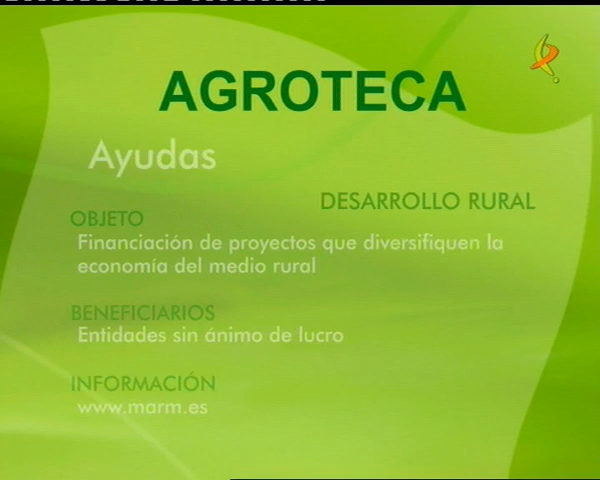 AGROTECA
Ayudas
DESARROLLO RURAL
OBJETO
Financiación de proyectos que diversifiquen la
economía del medio rural
BENEFICIARIOS
Entidades sin ánimo de lucro
INFORMACIÓN
www.marm.es